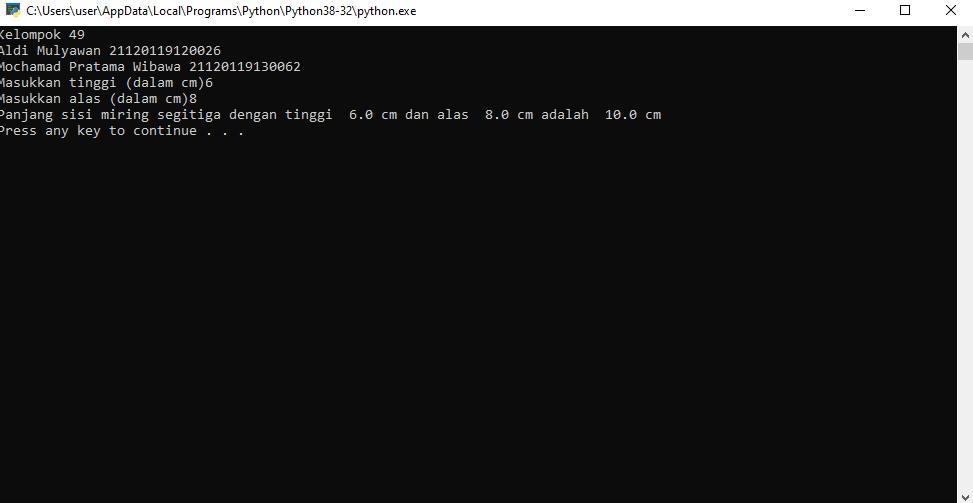 C:\Users\user\AppData\Local\Programs\Python\Python38-32\python.exe
Kelompok 49
Aldi Mulyawan 21120119120026
Mochamad Pratama Wibawa 21120119130062
Masukkan tinggi (dalam cm)6
Masukkan alas (dalam cm)8
Panjang sisi miring segitiga dengan tinggi  6.0 cm dan alas  8.0 cm adalah  10.0 cm
Press any key to continue . . .